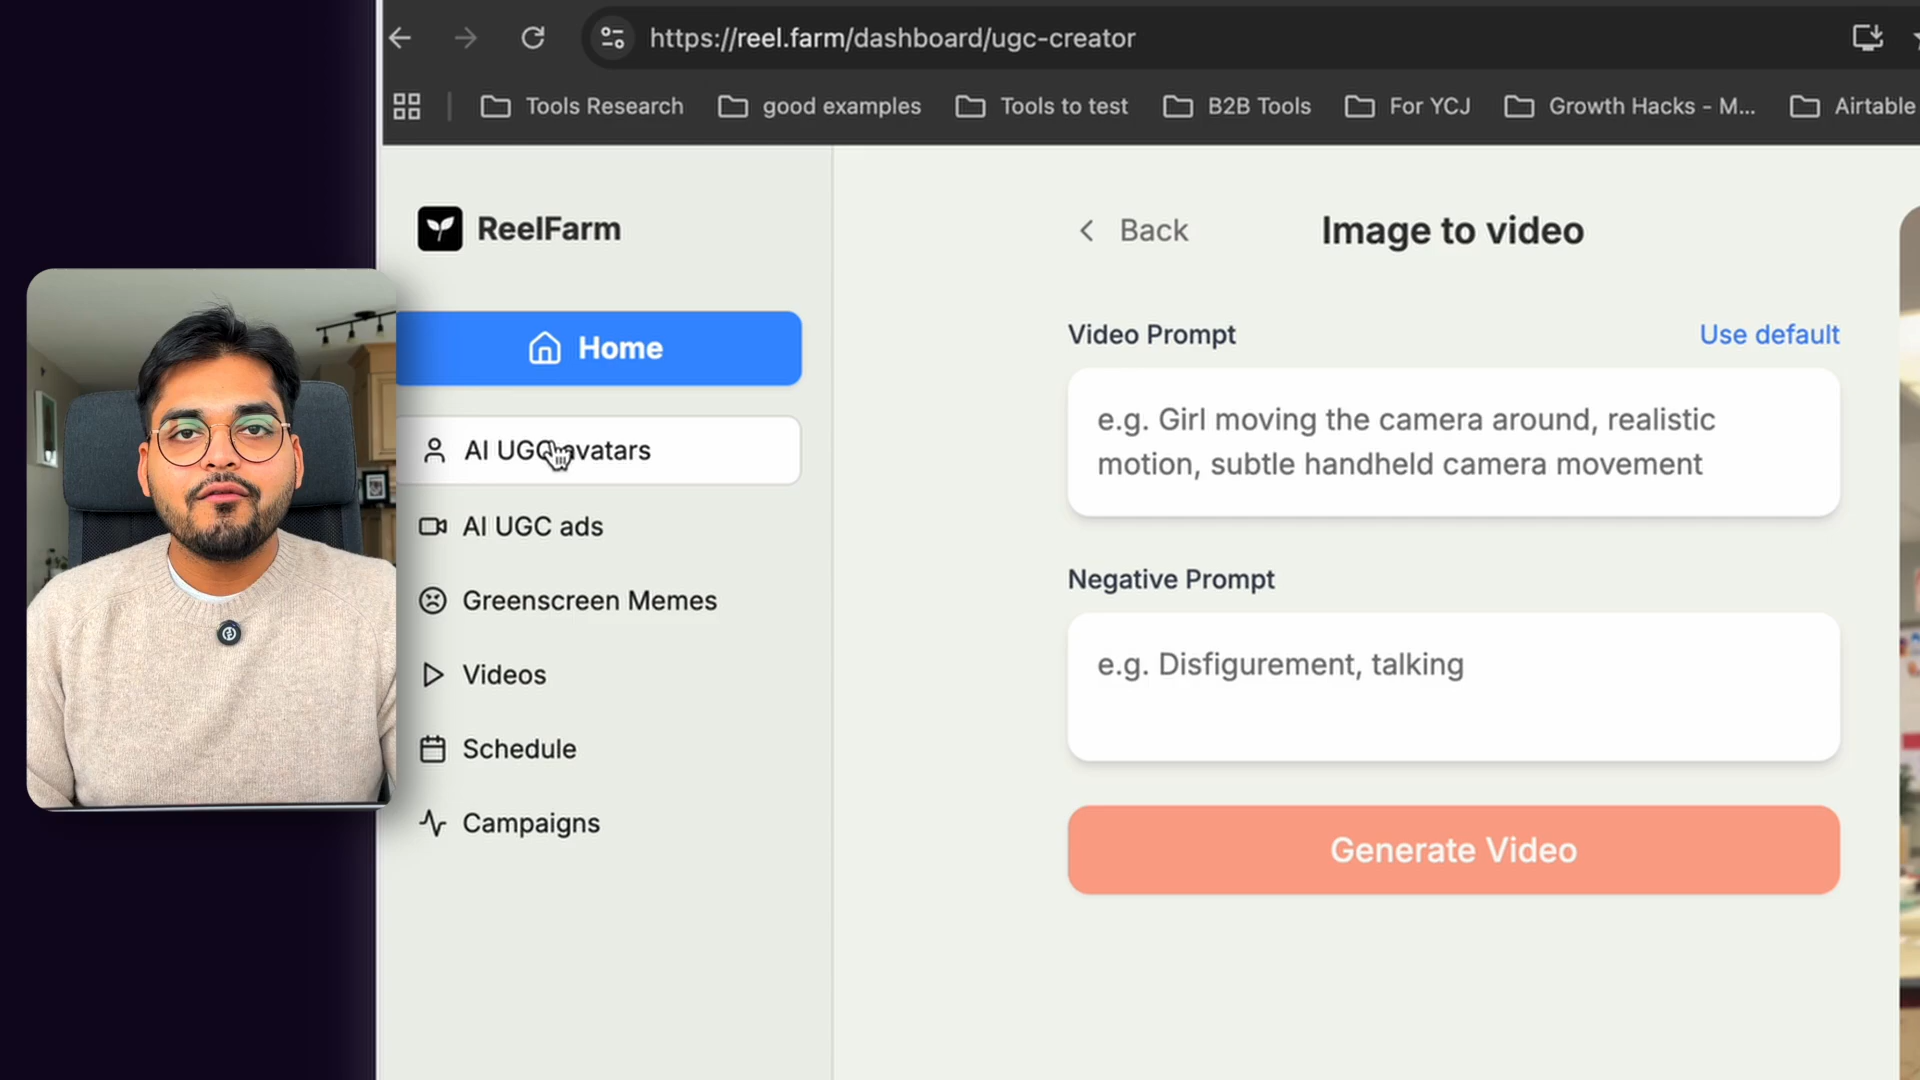 https://reel.farm/dashboard/ugc-creator
Tools Research
good examples
Tools to test
B2B Tools
For YCJ
Growth Hacks - M...
Airtable
ReelFarm
Home
AI UGC avatars
AI UGC ads
Greenscreen Memes
Videos
Schedule
Campaigns
Back
Image to video
Video Prompt
Use default
e.g. Girl moving the camera around, realistic
motion, subtle handheld camera movement
Negative Prompt
e.g. Disfigurement, talking
Generate Video